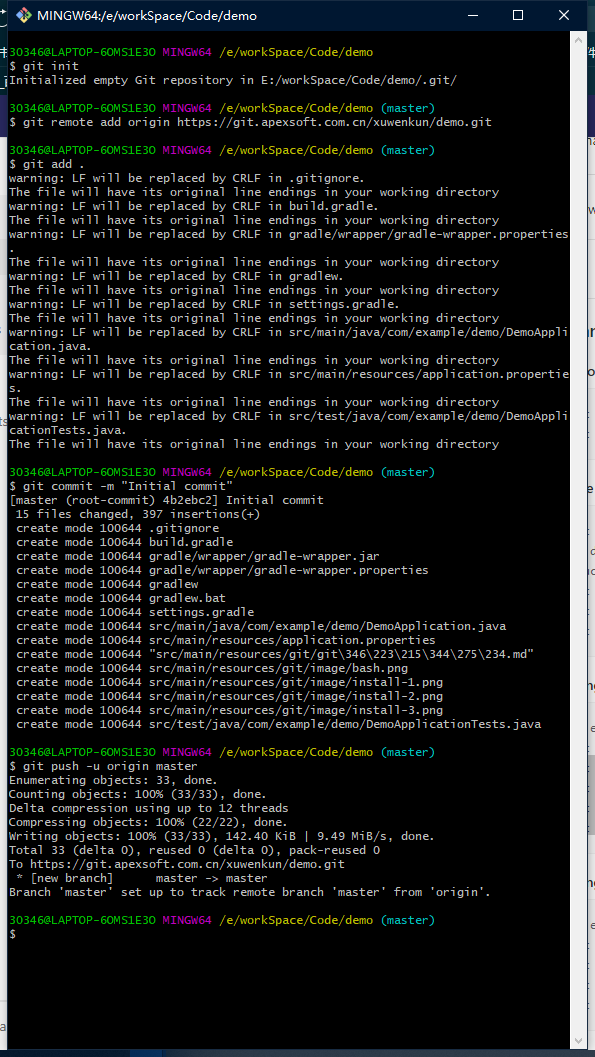 MINGW64:/e/workSpace/Code/demo
30346@LAPTOP-6OMS1E3O MINGW64 /e/workSpace/Code/demo
$ git init
Initialized empty Git repository in E:/workSpace/Code/demo/.git/
30346@LAPTOP-6OMS1E3O MINGW64 /e/workSpace/Code/demo (master)
$ git remote add origin https://git.apexsoft.com.cn/xuwenkun/demo.git
30346@LAPTOP-6OMS1E3O MINGW64 /e/workSpace/Code/demo (master)
$ git add .
warning: LF will be replaced by CRLF in .gitignore.
The file will have its original line endings in your working directory
warning: LF will be replaced by CRLF in build.gradle.
The file will have its original line endings in your working directory
warning: LF will be replaced by CRLF in gradle/wrapper/gradle-wrapper.properties
.
The file will have its original line endings in your working directory
warning: LF will be replaced by CRLF in gradlew.
The file will have its original line endings in your working directory
warning: LF will be replaced by CRLF in settings.gradle.
The file will have its original line endings in your working directory
warning: LF will be replaced by CRLF in src/main/java/com/example/demo/DemoAppli
cation.java.
The file will have its original line endings in your working directory
warning: LF will be replaced by CRLF in src/main/resources/application.propertie
s.
The file will have its original line endings in your working directory
warning: LF will be replaced by CRLF in src/test/java/com/example/demo/DemoAppli
cationTests.java.
The file will have its original line endings in your working directory
30346@LAPTOP-6OMS1E3O MINGW64 /e/workSpace/Code/demo (master)
$ git commit -m "Initial commit"
[master (root-commit) 4b2ebc2] Initial commit
 15 files changed, 397 insertions(+)
 create mode 100644 .gitignore
 create mode 100644 build.gradle
 create mode 100644 gradle/wrapper/gradle-wrapper.jar
 create mode 100644 gradle/wrapper/gradle-wrapper.properties
 create mode 100644 gradlew
 create mode 100644 gradlew.bat
 create mode 100644 settings.gradle
 create mode 100644 src/main/java/com/example/demo/DemoApplication.java
 create mode 100644 src/main/resources/application.properties
 create mode 100644 "src/main/resources/git/git\346\223\215\344\275\234.md"
 create mode 100644 src/main/resources/git/image/bash.png
 create mode 100644 src/main/resources/git/image/install-1.png
 create mode 100644 src/main/resources/git/image/install-2.png
 create mode 100644 src/main/resources/git/image/install-3.png
 create mode 100644 src/test/java/com/example/demo/DemoApplicationTests.java
30346@LAPTOP-6OMS1E3O MINGW64 /e/workSpace/Code/demo (master)
$ git push -u origin master
Enumerating objects: 33, done.
Counting objects: 100% (33/33), done.
Delta compression using up to 12 threads
Compressing objects: 100% (22/22), done.
Writing objects: 100% (33/33), 142.40 KiB | 9.49 MiB/s, done.
Total 33 (delta 0), reused 0 (delta 0), pack-reused 0
To https://git.apexsoft.com.cn/xuwenkun/demo.git
 * [new branch]      master -> master
Branch 'master' set up to track remote branch 'master' from 'origin'.
30346@LAPTOP-6OMS1E3O MINGW64 /e/workSpace/Code/demo (master)
$